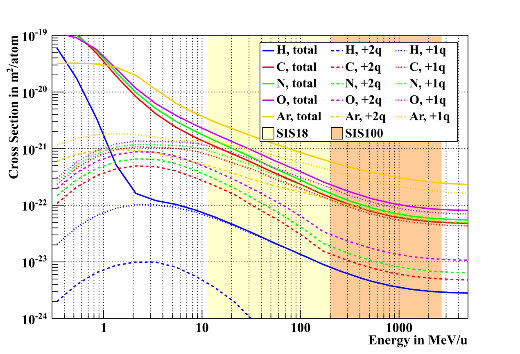 10⁻¹⁹
10⁻²⁰
10⁻²¹
10⁻²²
10⁻²³
10⁻²⁴
Cross Section in m²/atom
H, total H, +2q H, +1q
C, total C, +2q C, +1q
N, total N, +2q N, +1q
O, total O, +2q O, +1q
Ar, total Ar, +2q Ar, +1q
SIS18 SIS100
1 10 100 1000
Energy in MeV/u